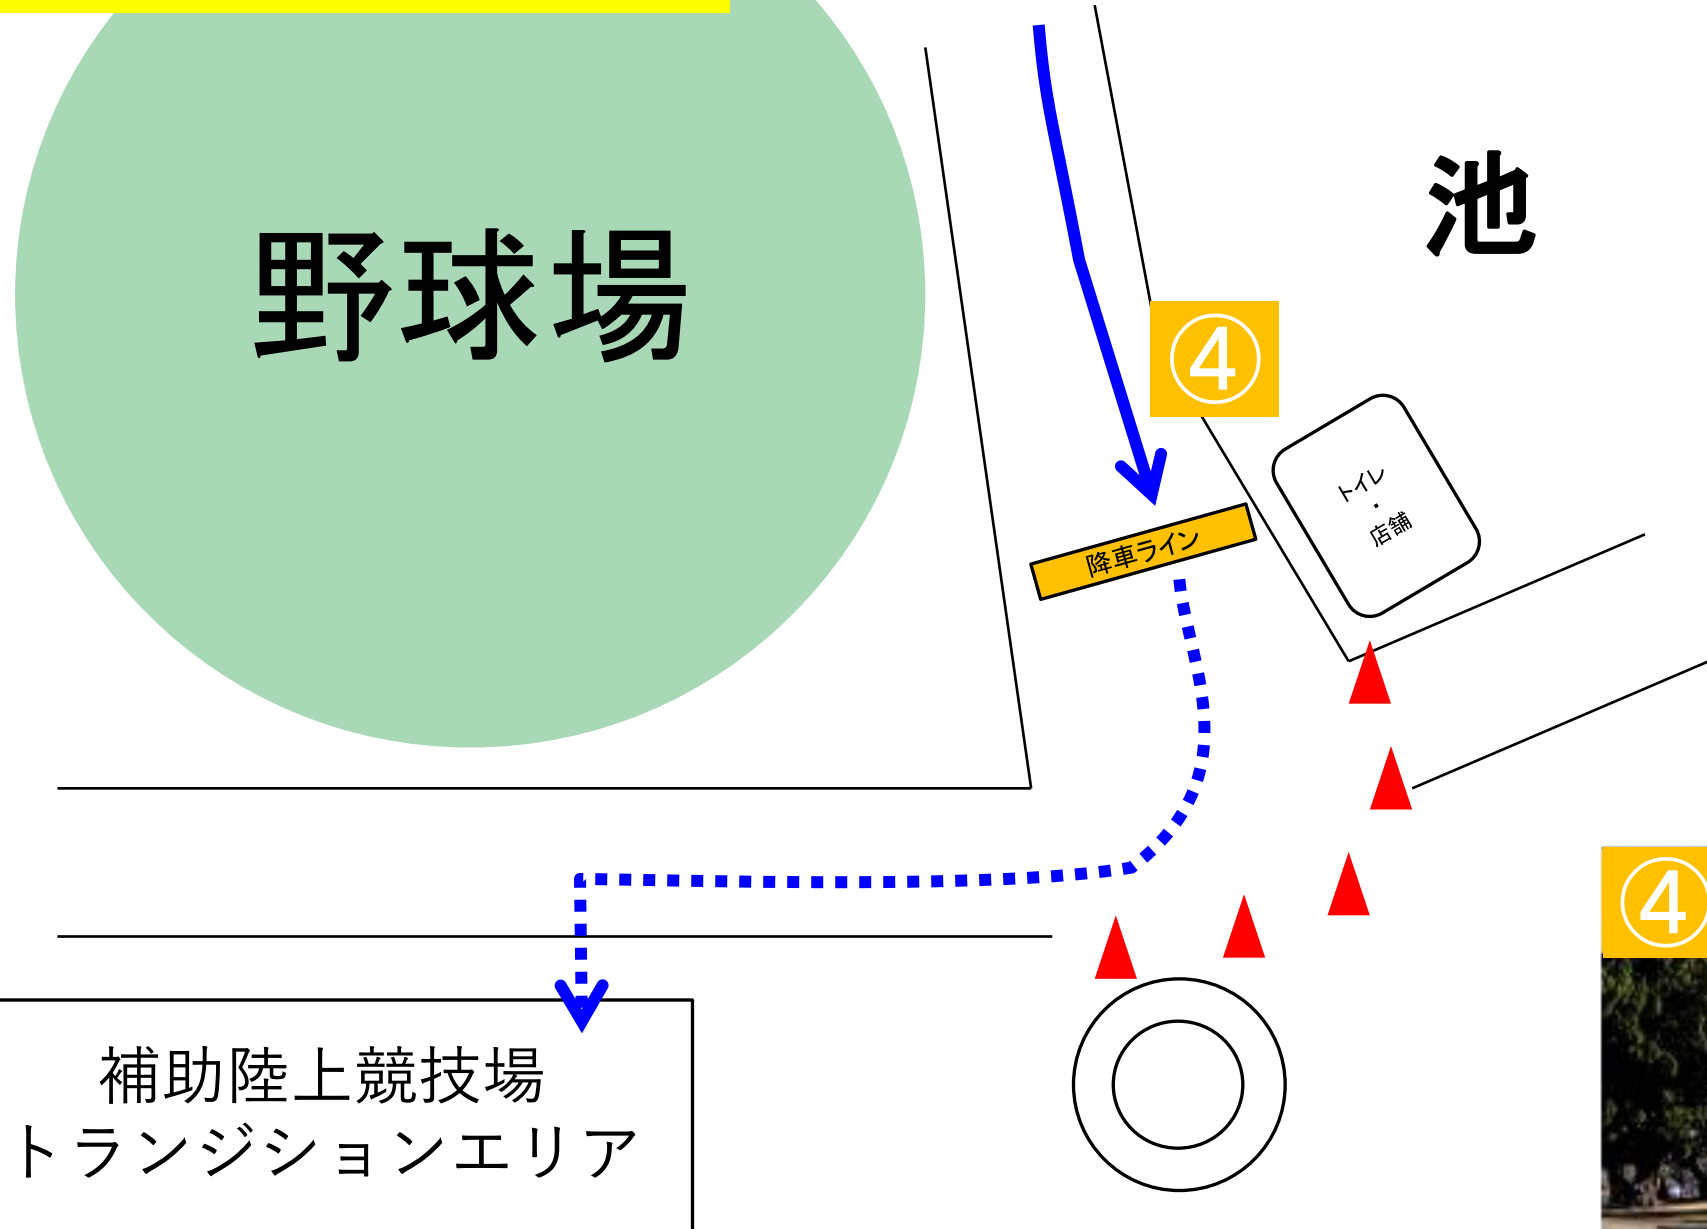 野球場
池
④
トイレ
・
店舗
降車ライン
④
補助陸上競技場
トランジションエリア